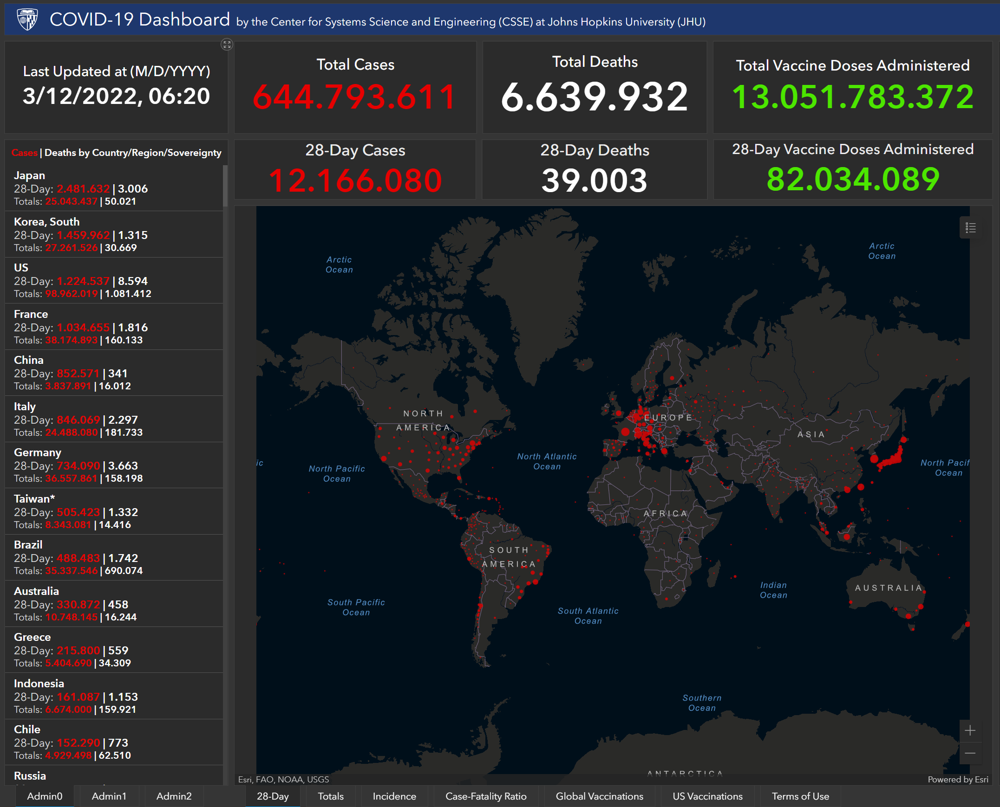 COVID-19 Dashboard by the Center for Systems Science and Engineering (CSSE) at Johns Hopkins University (JHU)
Last Updated at (M/D/YYYY)
3/12/2022, 06:20
Total Cases
644.793.611
Total Deaths
6.639.932
Total Vaccine Doses Administered
13.051.783.372
28-Day Cases
12.166.080
28-Day Deaths
39.003
28-Day Vaccine Doses Administered
82.034.089
Cases | Deaths by Country/Region/Sovereignty
Japan
28-Day: 2.481.632 | 3.006
Totals: 25.043.437 | 50.021
Korea, South
28-Day: 1.459.962 | 1.315
Totals: 27.261.526 | 30.669
US
28-Day: 1.224.537 | 8.594
Totals: 98.962.019 | 1.081.412
France
28-Day: 1.034.655 | 1.816
Totals: 38.174.893 | 160.133
China
28-Day: 852.571 | 341
Totals: 3.837.891 | 16.012
Italy
28-Day: 846.069 | 2.297
Totals: 24.488.080 | 181.733
Germany
28-Day: 734.090 | 3.663
Totals: 36.557.861 | 158.198
Taiwan*
28-Day: 505.423 | 1.332
Totals: 8.343.081 | 14.416
Brazil
28-Day: 488.483 | 1.742
Totals: 35.337.546 | 690.074
Australia
28-Day: 330.872 | 458
Totals: 10.748.145 | 16.244
Greece
28-Day: 215.800 | 559
Totals: 5.404.690 | 34.309
Indonesia
28-Day: 161.087 | 1.153
Totals: 6.674.000 | 159.921
Chile
28-Day: 152.290 | 773
Totals: 4.929.498 | 62.510
Russia
Arctic
Ocean
Arctic
Ocean
NORTH
AMERICA
EUROPE
ASIA
ic
North Pacific
Ocean
North Atlantic
Ocean
North Pacif
Ocean
AFRICA
SOUTH
AMERICA
AUSTRALIA
Indian
Ocean
South Pacific
Ocean
South Atlantic
Ocean
Southern
Ocean
ANTARCTICA
Esri, FAO, NOAA, USGS
Powered by Esri
Admin0
Admin1
Admin2
28-Day
Totals
Incidence
Case-Fatality Ratio
Global Vaccinations
US Vaccinations
Terms of Use